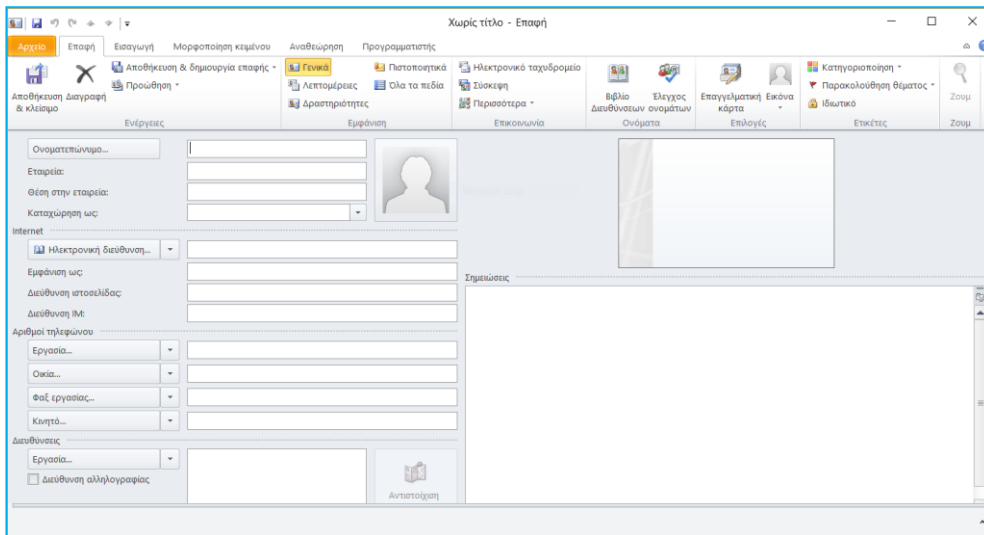 Χωρίς τίτλο - Επαφή
Αρχείο Επαφή Εισαγωγή Μορφοποίηση κειμένου Αναθεώρηση Προγραμματιστής
Αποθήκευση & κλείσιμο
Διαγραφή
Αποθήκευση & δημιουργία επαφής
Προώθηση
Ενέργειες
Γενικά
Λεπτομέρειες
Δραστηριότητες
Πιστοποιητικά
Όλα τα πεδία
Εμφάνιση
Ηλεκτρονικό ταχυδρομείο
Σύσκεψη
Περισσότερα
Επικοινωνία
Βιβλίο Διευθύνσεων
Έλεγχος ονομάτων
Ονόματα
Επαγγελματική κάρτα
Εικόνα
Επιλογές
Κατηγοριοποίηση
Παρακολούθηση θέματος
Ιδιωτικό
Ετικέτες
Ζουμ
Ζουμ
Ονοματεπώνυμο...
Εταιρεία:
Θέση στην εταιρεία:
Καταχώρηση ως:
Internet
Ηλεκτρονική διεύθυνση...
Εμφάνιση ως:
Διεύθυνση ιστοσελίδας:
Διεύθυνση IM:
Αριθμοί τηλεφώνου
Εργασία...
Οικία...
Φαξ εργασίας...
Κινητό...
Διευθύνσεις
Εργασία...
Διεύθυνση αλληλογραφίας
Αντιστοίχιση
Σημειώσεις